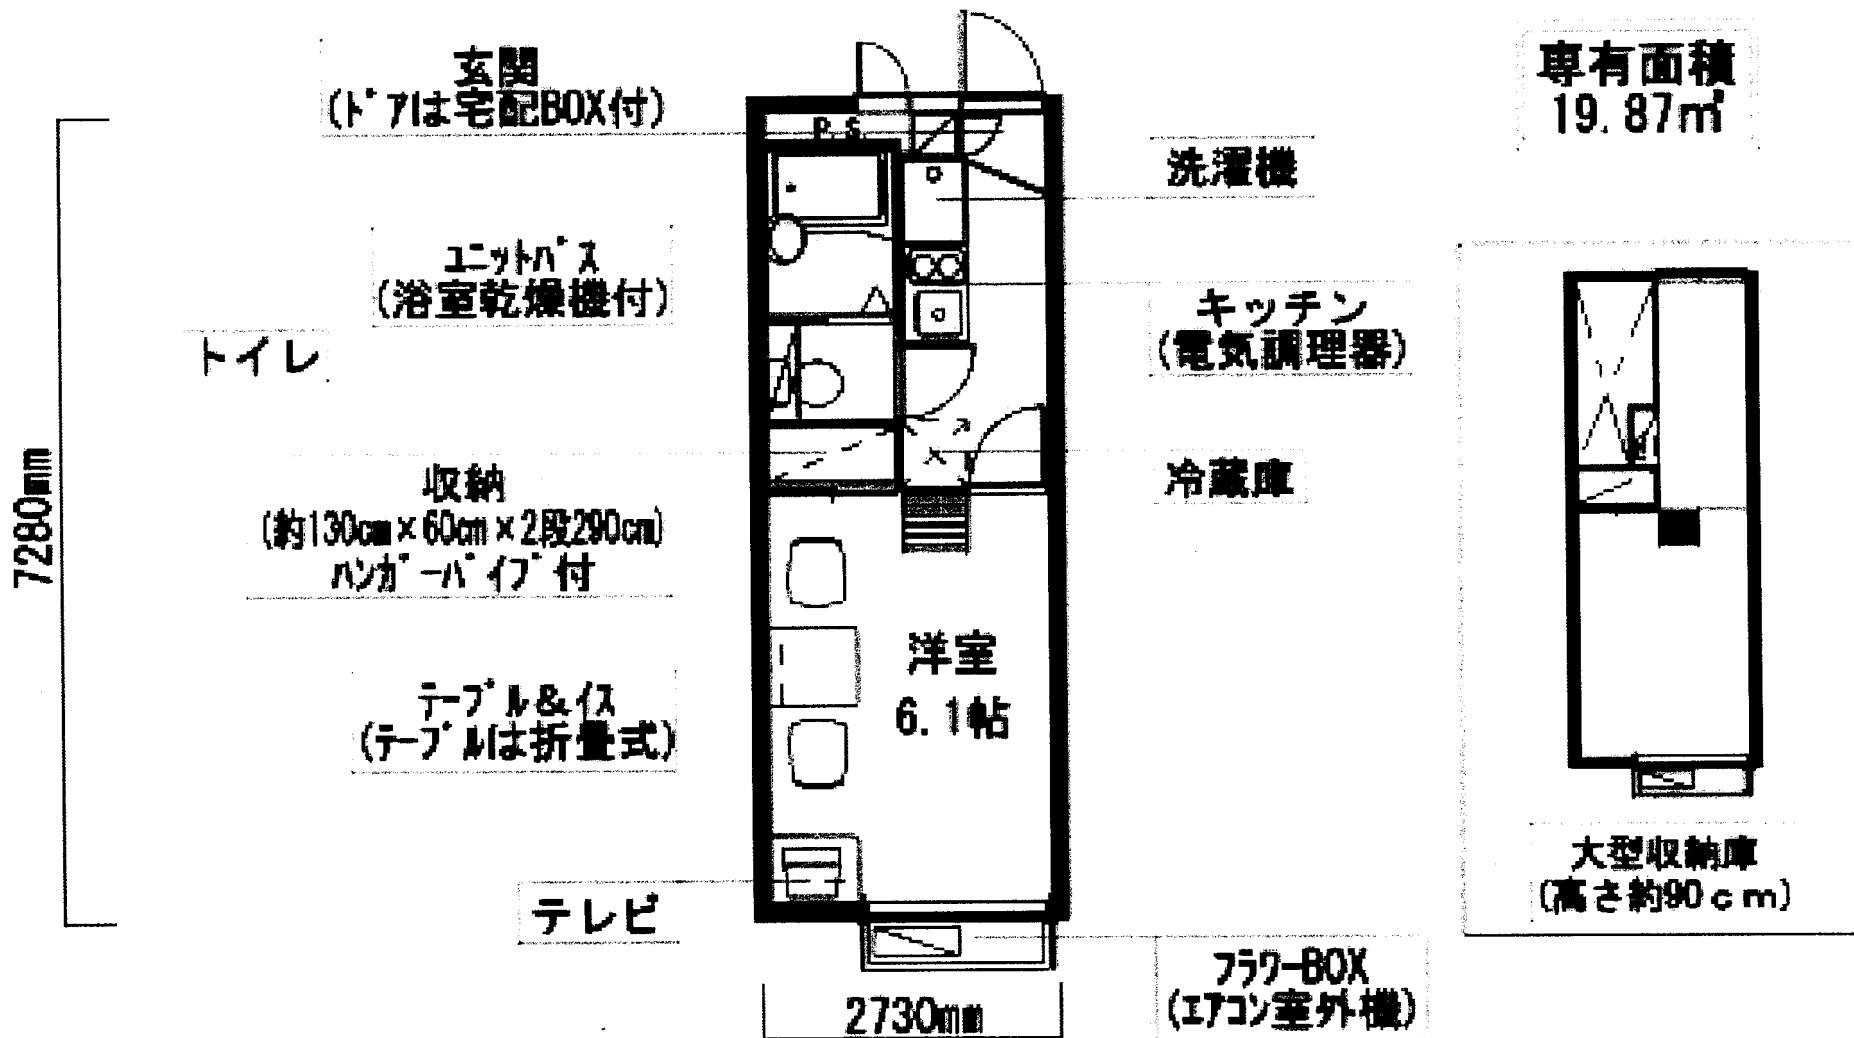 玄関
(ﾄﾞｱは宅配BOX付)
専有面積
19.87㎡
PS
洗濯機
ﾕﾆｯﾄﾊﾞｽ
(浴室乾燥機付)
キッチン
(電気調理器)
トイレ
7280mm
収納
(約130cm×60cm×2段290cm)
ﾊﾝｶﾞｰﾊﾟｲﾌﾟ付
冷蔵庫
洋室
6.1帖
ﾃｰﾌﾞﾙ&ｲｽ
(ﾃｰﾌﾞﾙは折畳式)
テレビ
大型収納庫
(高さ約90cm)
ﾌﾗﾜｰBOX
(ｴｱｺﾝ室外機)
2730mm